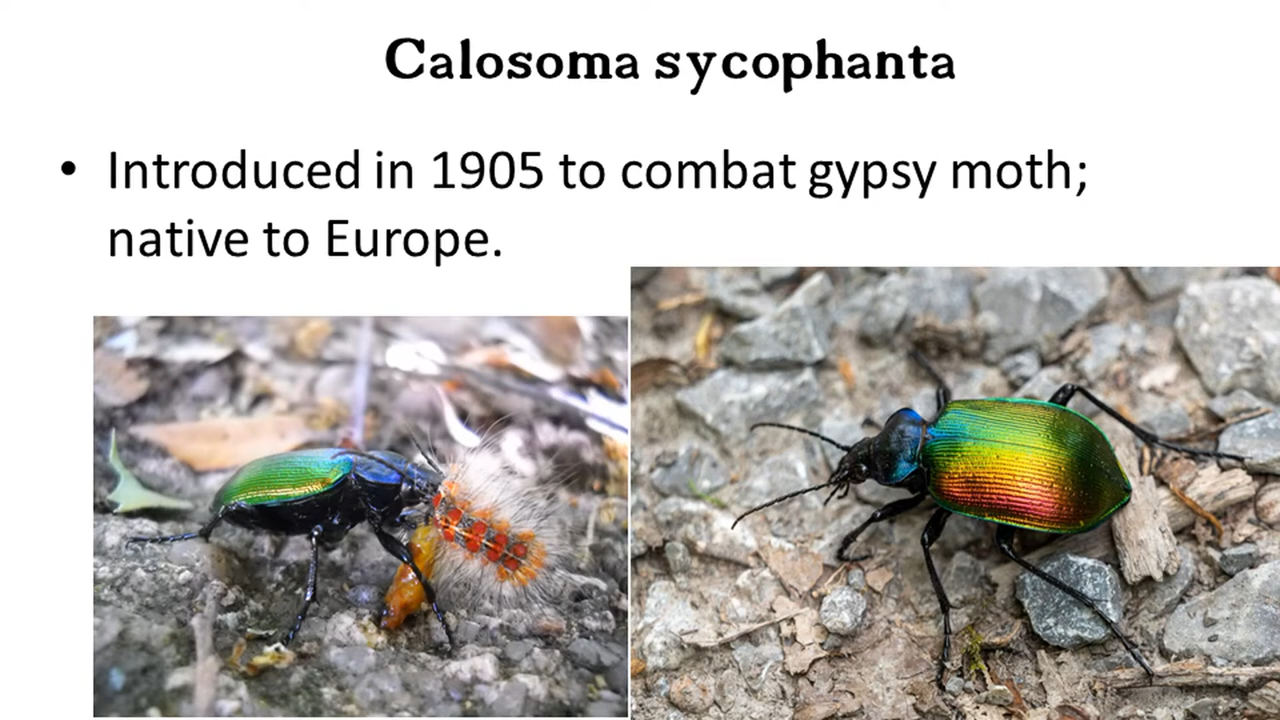 Calosoma sycophanta
• Introduced in 1905 to combat gypsy moth;
native to Europe.